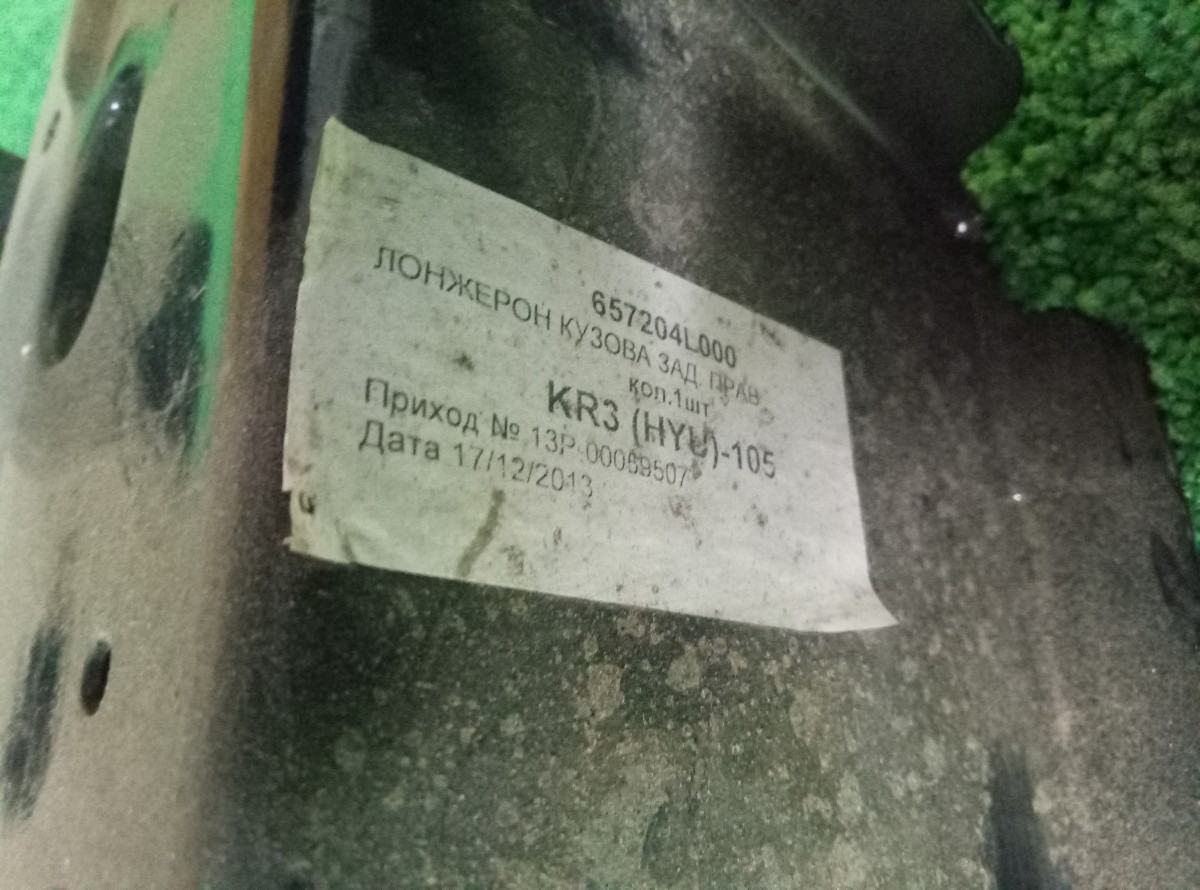 657204L000
ЛОНЖЕРОН КУЗОВА ЗАД. ПРАВ
кол.1шт
KR3 (HYU)-105
Приход № 13Р-00069507
Дата 17/12/2013